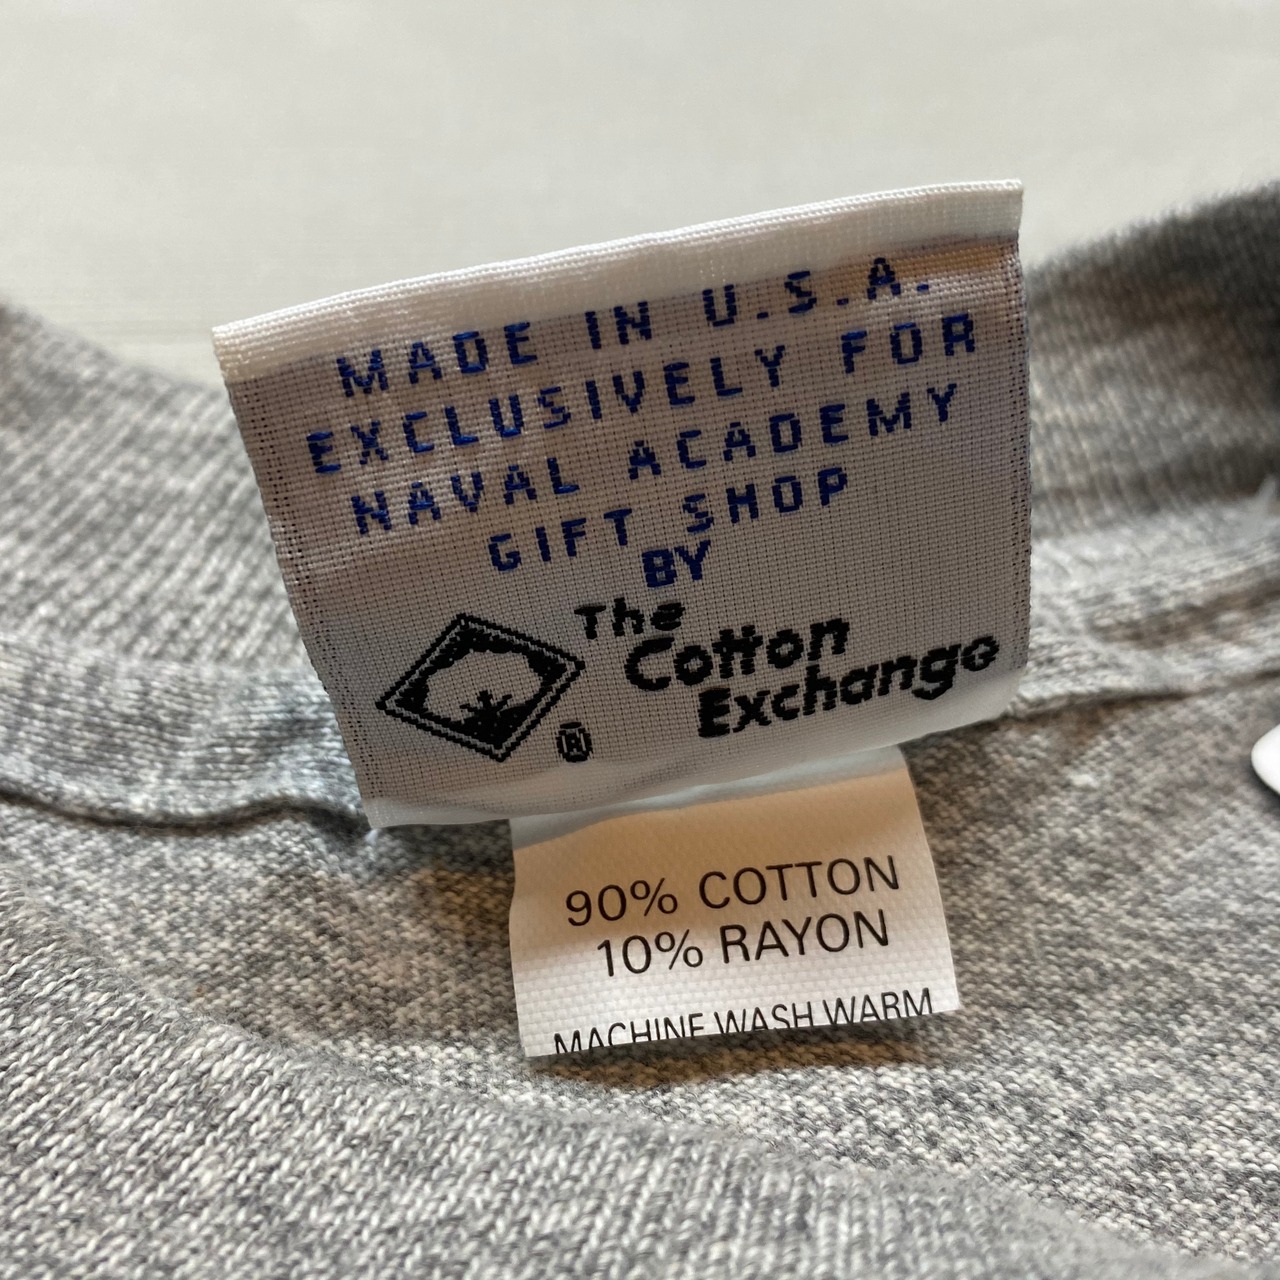 MADE IN U.S.A.
EXCLUSIVELY FOR
NAVAL ACADEMY
GIFT SHOP
BY
The
Cotton
Exchange
®
90% COTTON
10% RAYON
MACHINE WASH WARM